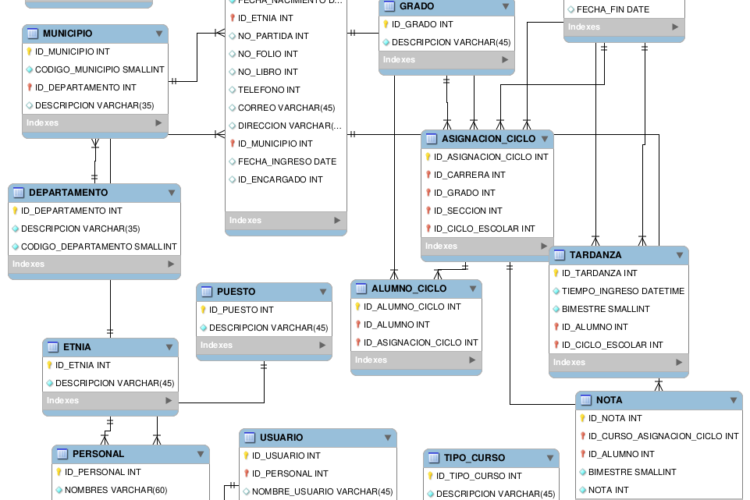 FECHA_NACIMIENTO D...
ID_ETNIA INT
NO_PARTIDA INT
NO_FOLIO INT
NO_LIBRO INT
TELEFONO INT
CORREO VARCHAR(45)
DIRECCION VARCHAR(...
ID_MUNICIPIO INT
FECHA_INGRESO DATE
ID_ENCARGADO INT
Indexes
GRADO
ID_GRADO INT
DESCRIPCION VARCHAR(45)
Indexes
FECHA_FIN DATE
Indexes
MUNICIPIO
ID_MUNICIPIO INT
CODIGO_MUNICIPIO SMALLINT
ID_DEPARTAMENTO INT
DESCRIPCION VARCHAR(35)
Indexes
ASIGNACION_CICLO
ID_ASIGNACION_CICLO INT
ID_CARRERA INT
ID_GRADO INT
ID_SECCION INT
ID_CICLO_ESCOLAR INT
Indexes
DEPARTAMENTO
ID_DEPARTAMENTO INT
DESCRIPCION VARCHAR(35)
CODIGO_DEPARTAMENTO SMALLINT
Indexes
TARDANZA
ID_TARDANZA INT
TIEMPO_INGRESO DATETIME
BIMESTRE SMALLINT
ID_ALUMNO INT
ID_CICLO_ESCOLAR INT
Indexes
PUESTO
ID_PUESTO INT
DESCRIPCION VARCHAR(45)
Indexes
ALUMNO_CICLO
ID_ALUMNO_CICLO INT
ID_ALUMNO INT
ID_ASIGNACION_CICLO INT
Indexes
ETNIA
ID_ETNIA INT
DESCRIPCION VARCHAR(45)
Indexes
NOTA
ID_NOTA INT
ID_CURSO_ASIGNACION_CICLO INT
ID_ALUMNO INT
BIMESTRE SMALLINT
NOTA INT
PERSONAL
ID_PERSONAL INT
NOMBRES VARCHAR(60)
USUARIO
ID_USUARIO INT
ID_PERSONAL INT
NOMBRE_USUARIO VARCHAR(45)
TIPO_CURSO
ID_TIPO_CURSO INT
DESCRIPCION VARCHAR(45)